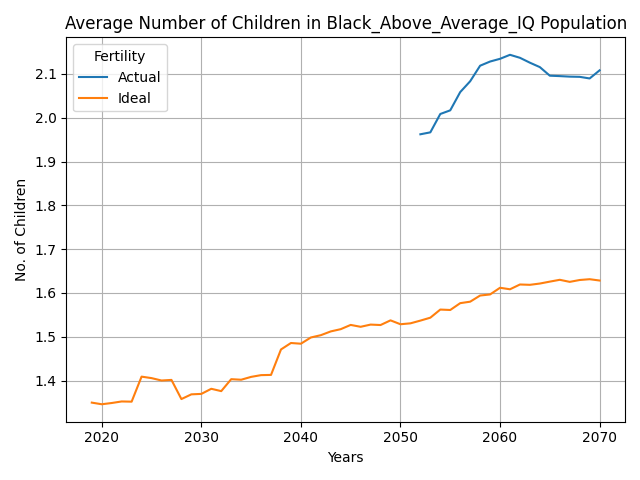 Average Number of Children in Black_Above_Average_IQ Population
Fertility
Actual
Ideal
No. of Children
2.1
2.0
1.9
1.8
1.7
1.6
1.5
1.4
2020
2030
2040
2050
2060
2070
Years